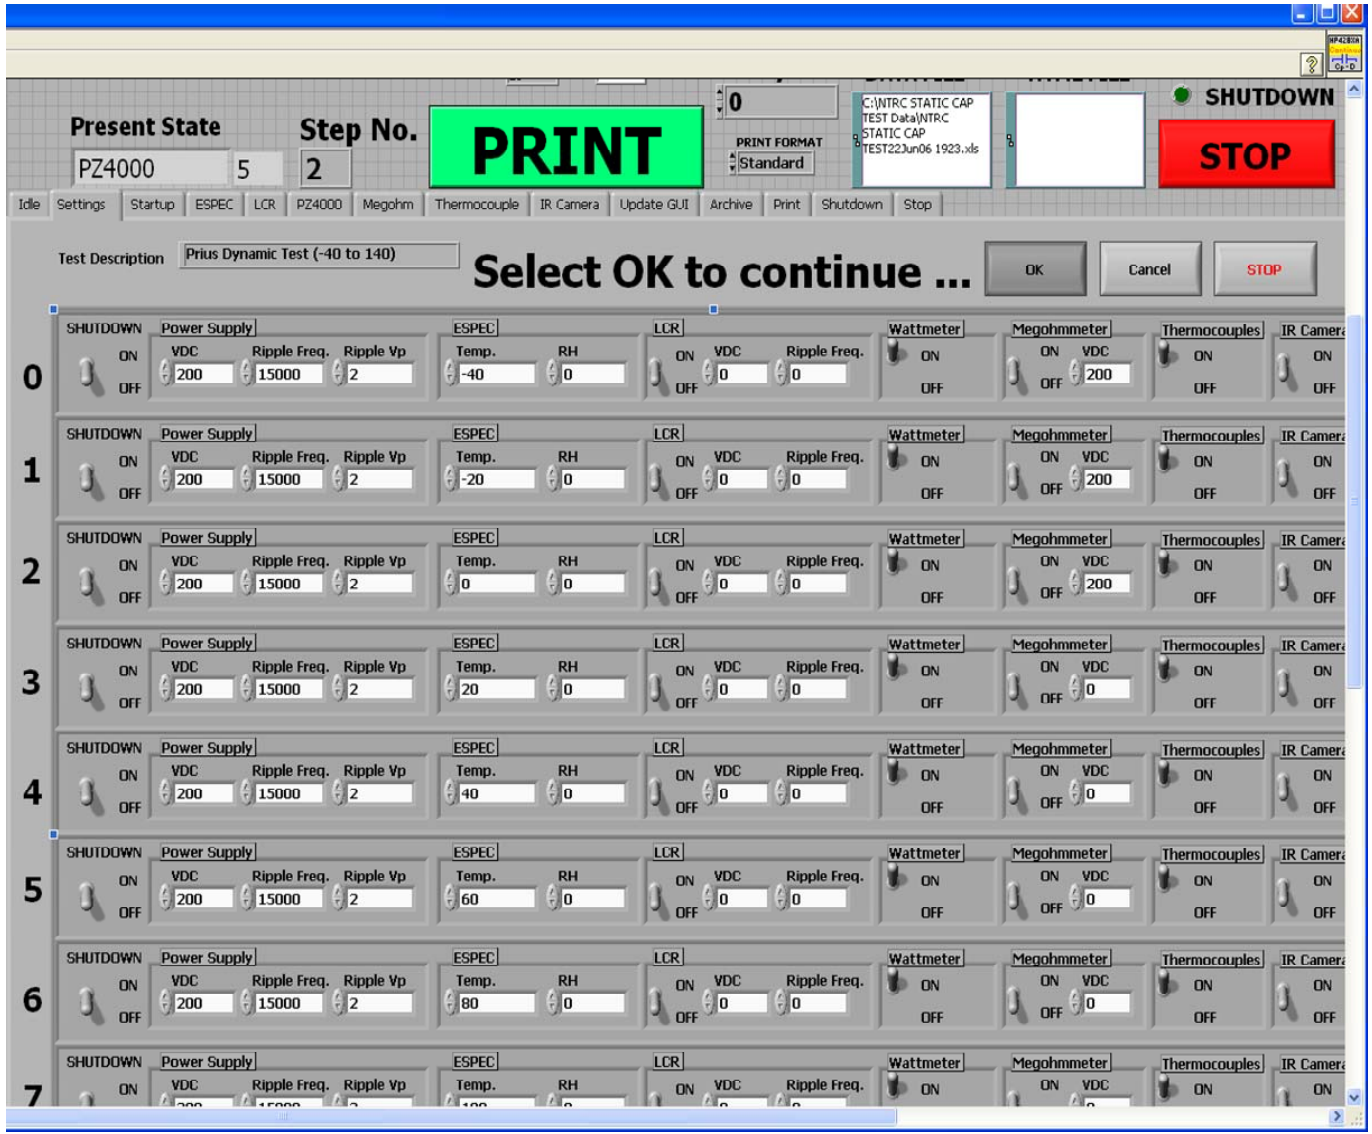 HP428XA
Continuo
Cp-D
?
0
C:\NTRC STATIC CAP
TEST Data\NTRC
STATIC CAP
TEST22Jun06 1923.xls
SHUTDOWN
Present State Step No.
PZ4000 5 2
PRINT
PRINT FORMAT
Standard
STOP
Idle Settings Startup ESPEC LCR PZ4000 Megohm Thermocouple IR Camera Update GUI Archive Print Shutdown Stop
Test Description Prius Dynamic Test (-40 to 140) Select OK to continue ... OK Cancel STOP
SHUTDOWN Power Supply ESPEC LCR Wattmeter Megohmmeter Thermocouples IR Camera
ON VDC Ripple Freq. Ripple Vp Temp. RH ON VDC Ripple Freq. ON ON VDC ON ON
0 OFF 200 15000 2 -40 0 OFF 0 0 OFF OFF 200 OFF OFF
SHUTDOWN Power Supply ESPEC LCR Wattmeter Megohmmeter Thermocouples IR Camera
ON VDC Ripple Freq. Ripple Vp Temp. RH ON VDC Ripple Freq. ON ON VDC ON ON
1 OFF 200 15000 2 -20 0 OFF 0 0 OFF OFF 200 OFF OFF
SHUTDOWN Power Supply ESPEC LCR Wattmeter Megohmmeter Thermocouples IR Camera
ON VDC Ripple Freq. Ripple Vp Temp. RH ON VDC Ripple Freq. ON ON VDC ON ON
2 OFF 200 15000 2 0 0 OFF 0 0 OFF OFF 200 OFF OFF
SHUTDOWN Power Supply ESPEC LCR Wattmeter Megohmmeter Thermocouples IR Camera
ON VDC Ripple Freq. Ripple Vp Temp. RH ON VDC Ripple Freq. ON ON VDC ON ON
3 OFF 200 15000 2 20 0 OFF 0 0 OFF OFF 0 OFF OFF
SHUTDOWN Power Supply ESPEC LCR Wattmeter Megohmmeter Thermocouples IR Camera
ON VDC Ripple Freq. Ripple Vp Temp. RH ON VDC Ripple Freq. ON ON VDC ON ON
4 OFF 200 15000 2 40 0 OFF 0 0 OFF OFF 0 OFF OFF
SHUTDOWN Power Supply ESPEC LCR Wattmeter Megohmmeter Thermocouples IR Camera
ON VDC Ripple Freq. Ripple Vp Temp. RH ON VDC Ripple Freq. ON ON VDC ON ON
5 OFF 200 15000 2 60 0 OFF 0 0 OFF OFF 0 OFF OFF
SHUTDOWN Power Supply ESPEC LCR Wattmeter Megohmmeter Thermocouples IR Camera
ON VDC Ripple Freq. Ripple Vp Temp. RH ON VDC Ripple Freq. ON ON VDC ON ON
6 OFF 200 15000 2 80 0 OFF 0 0 OFF OFF 0 OFF OFF
SHUTDOWN Power Supply ESPEC LCR Wattmeter Megohmmeter Thermocouples IR Camera
7 ON VDC Ripple Freq. Ripple Vp Temp. RH ON VDC Ripple Freq. ON ON VDC ON ON